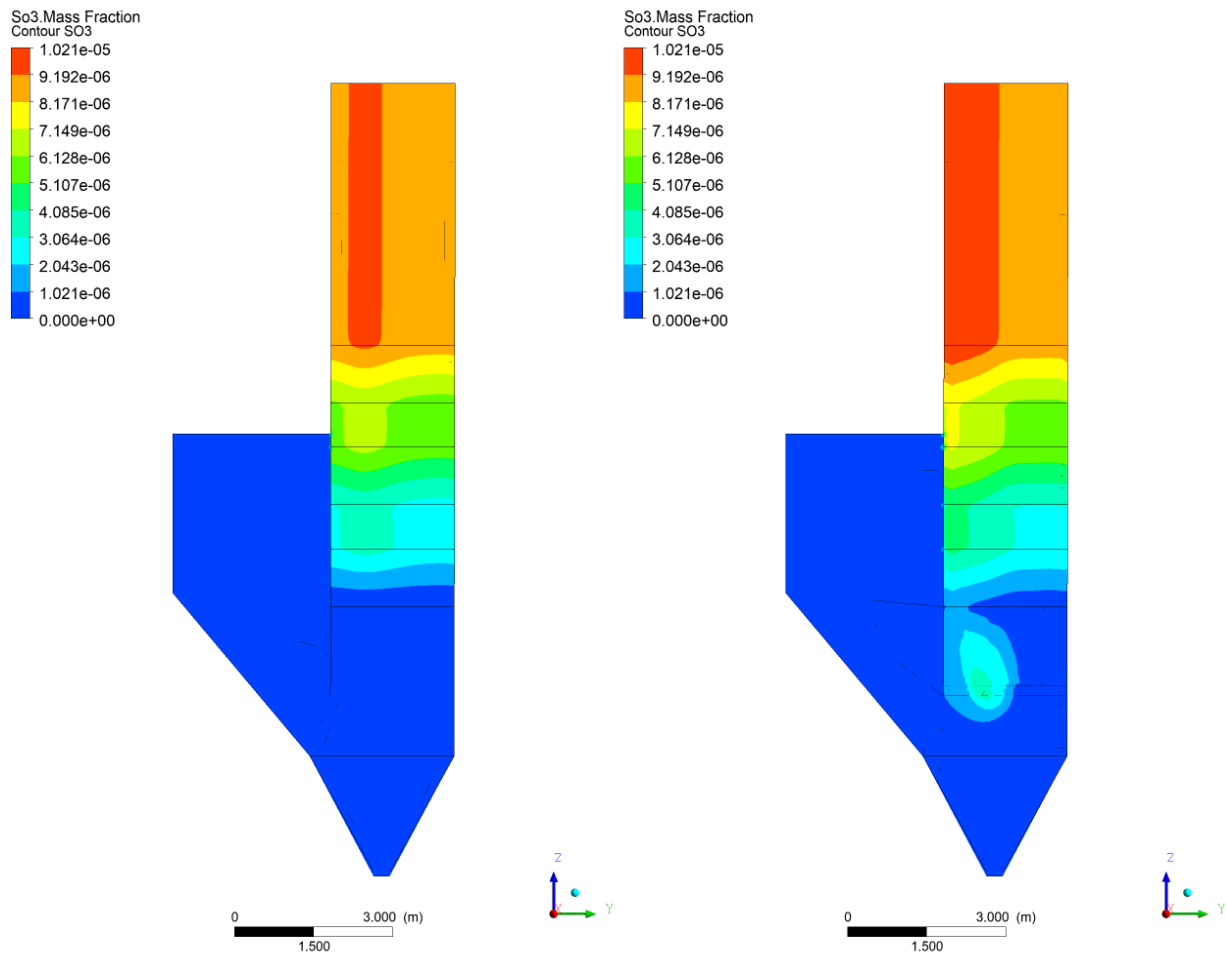 So3.Mass Fraction
Contour SO3
1.021e-05
9.192e-06
8.171e-06
7.149e-06
6.128e-06
5.107e-06
4.085e-06
3.064e-06
2.043e-06
1.021e-06
0.000e+00
Z
Y
X
0 3.000 (m)
1.500
So3.Mass Fraction
Contour SO3
1.021e-05
9.192e-06
8.171e-06
7.149e-06
6.128e-06
5.107e-06
4.085e-06
3.064e-06
2.043e-06
1.021e-06
0.000e+00
Z
Y
X
0 3.000 (m)
1.500